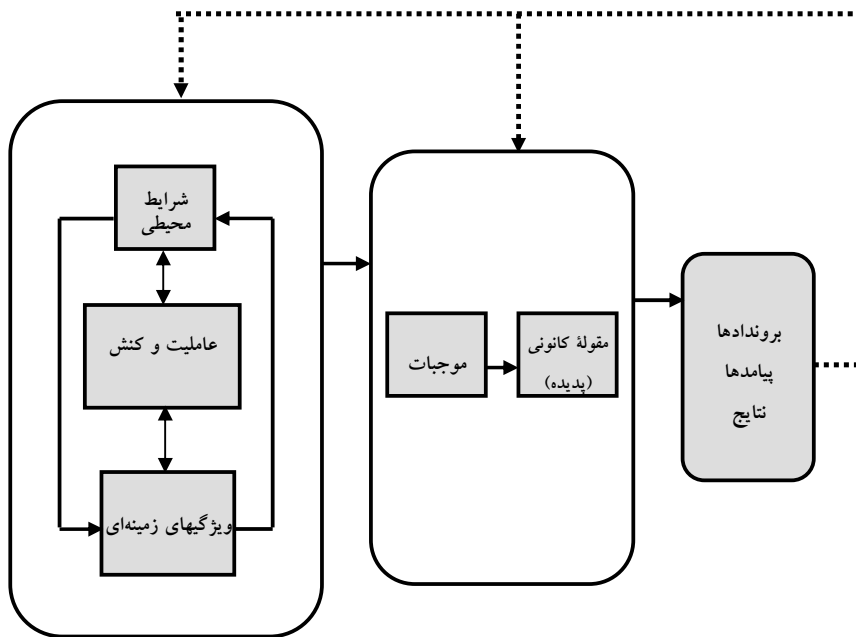 شرایط
محیطی
عاملیت و کنش
ویژگیهای زمینه‌ای
موجبات
مقولهٔ کانونی
(پدیده)
بروندادها
پیامدها
نتایج